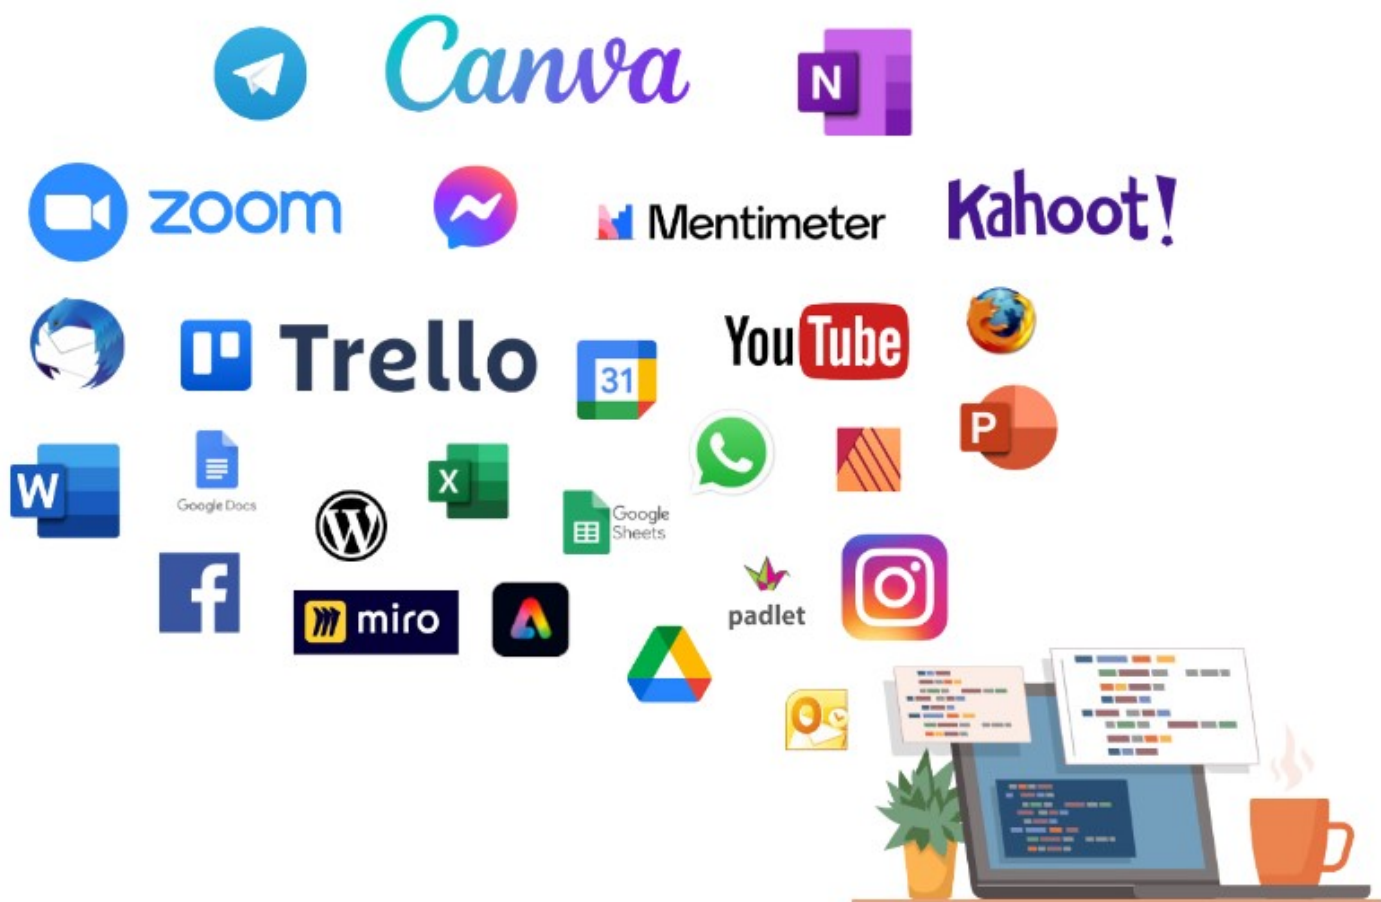 Canva
N
zoom
Mentimeter
Kahoot!
Trello
31
YouTube
P
W
Google Docs
X
Google
Sheets
W
f
miro
padlet
O